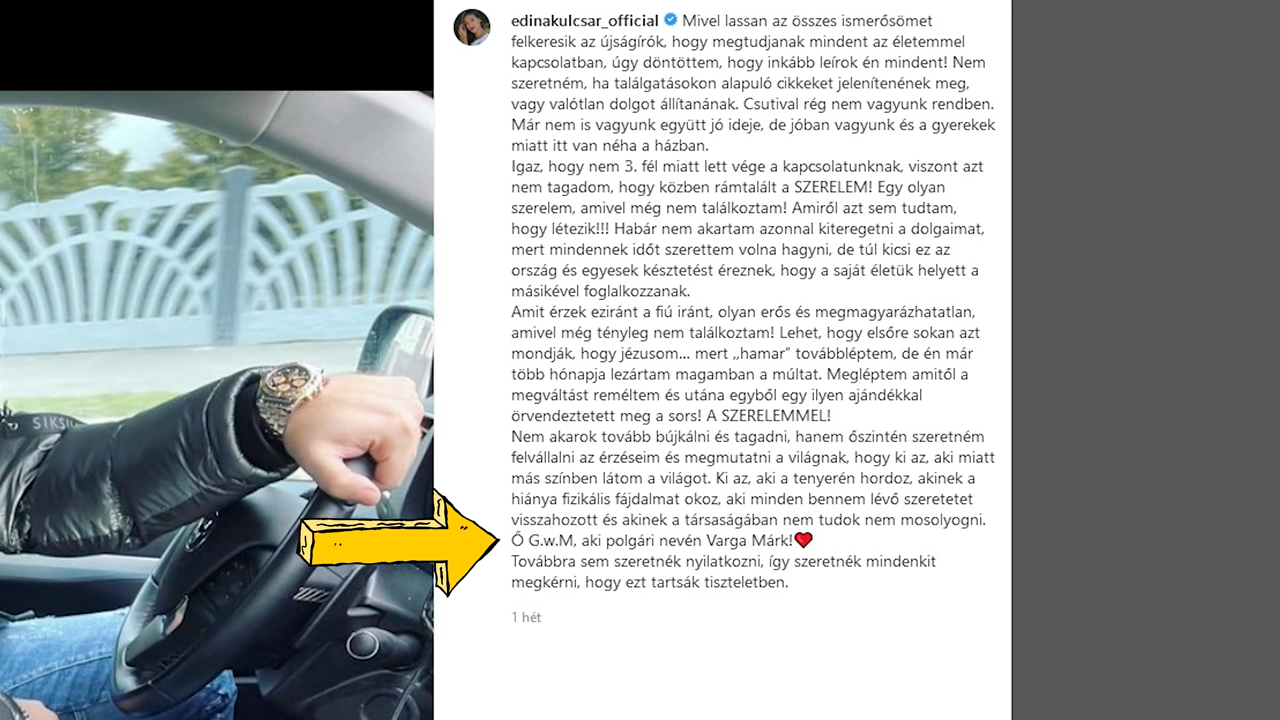 edinakulcsar_official Mivel lassan az összes ismerősömet
felkeresik az újságírók, hogy megtudjanak mindent az életemmel
kapcsolatban, úgy döntöttem, hogy inkább leírok én mindent! Nem
szeretném, ha találgatásokon alapuló cikkeket jelenítenének meg,
vagy valótlan dolgot állítanának. Csutival rég nem vagyunk rendben.
Már nem is vagyunk együtt jó ideje, de jóban vagyunk és a gyerekek
miatt itt van néha a házban.
Igaz, hogy nem 3. fél miatt lett vége a kapcsolatunknak, viszont azt
nem tagadom, hogy közben rámtalált a SZERELEM! Egy olyan
szerelem, amivel még nem találkoztam! Amiről azt sem tudtam,
hogy létezik!!! Habár nem akartam azonnal kiteregetni a dolgaimat,
mert mindennek időt szerettem volna hagyni, de túl kicsi ez az
ország és egyesek késztetést éreznek, hogy a saját életük helyett a
másikével foglalkozzanak.
Amit érzek eziránt a fiú iránt, olyan erős és megmagyarázhatatlan,
amivel még tényleg nem találkoztam! Lehet, hogy elsőre sokan azt
mondják, hogy jézusom... mert ,,hamar" továbbléptem, de én már
több hónapja lezártam magamban a múltat. Megléptem amitől a
megváltást reméltem és utána egyből egy ilyen ajándékkal
örvendeztetett meg a sors! A SZERELEMMEL!
Nem akarok tovább bújkálni és tagadni, hanem őszintén szeretném
felvállalni az érzéseim és megmutatni a világnak, hogy ki az, aki miatt
más színben látom a világot. Ki az, aki a tenyerén hordoz, akinek a
hiánya fizikális fájdalmat okoz, aki minden bennem lévő szeretetet
visszahozott és akinek a társaságában nem tudok nem mosolyogni.
Ő G.w.M, aki polgári nevén Varga Márk!❤️
Továbbra sem szeretnék nyilatkozni, így szeretnék mindenkit
megkérni, hogy ezt tartsák tiszteletben.
1 hét